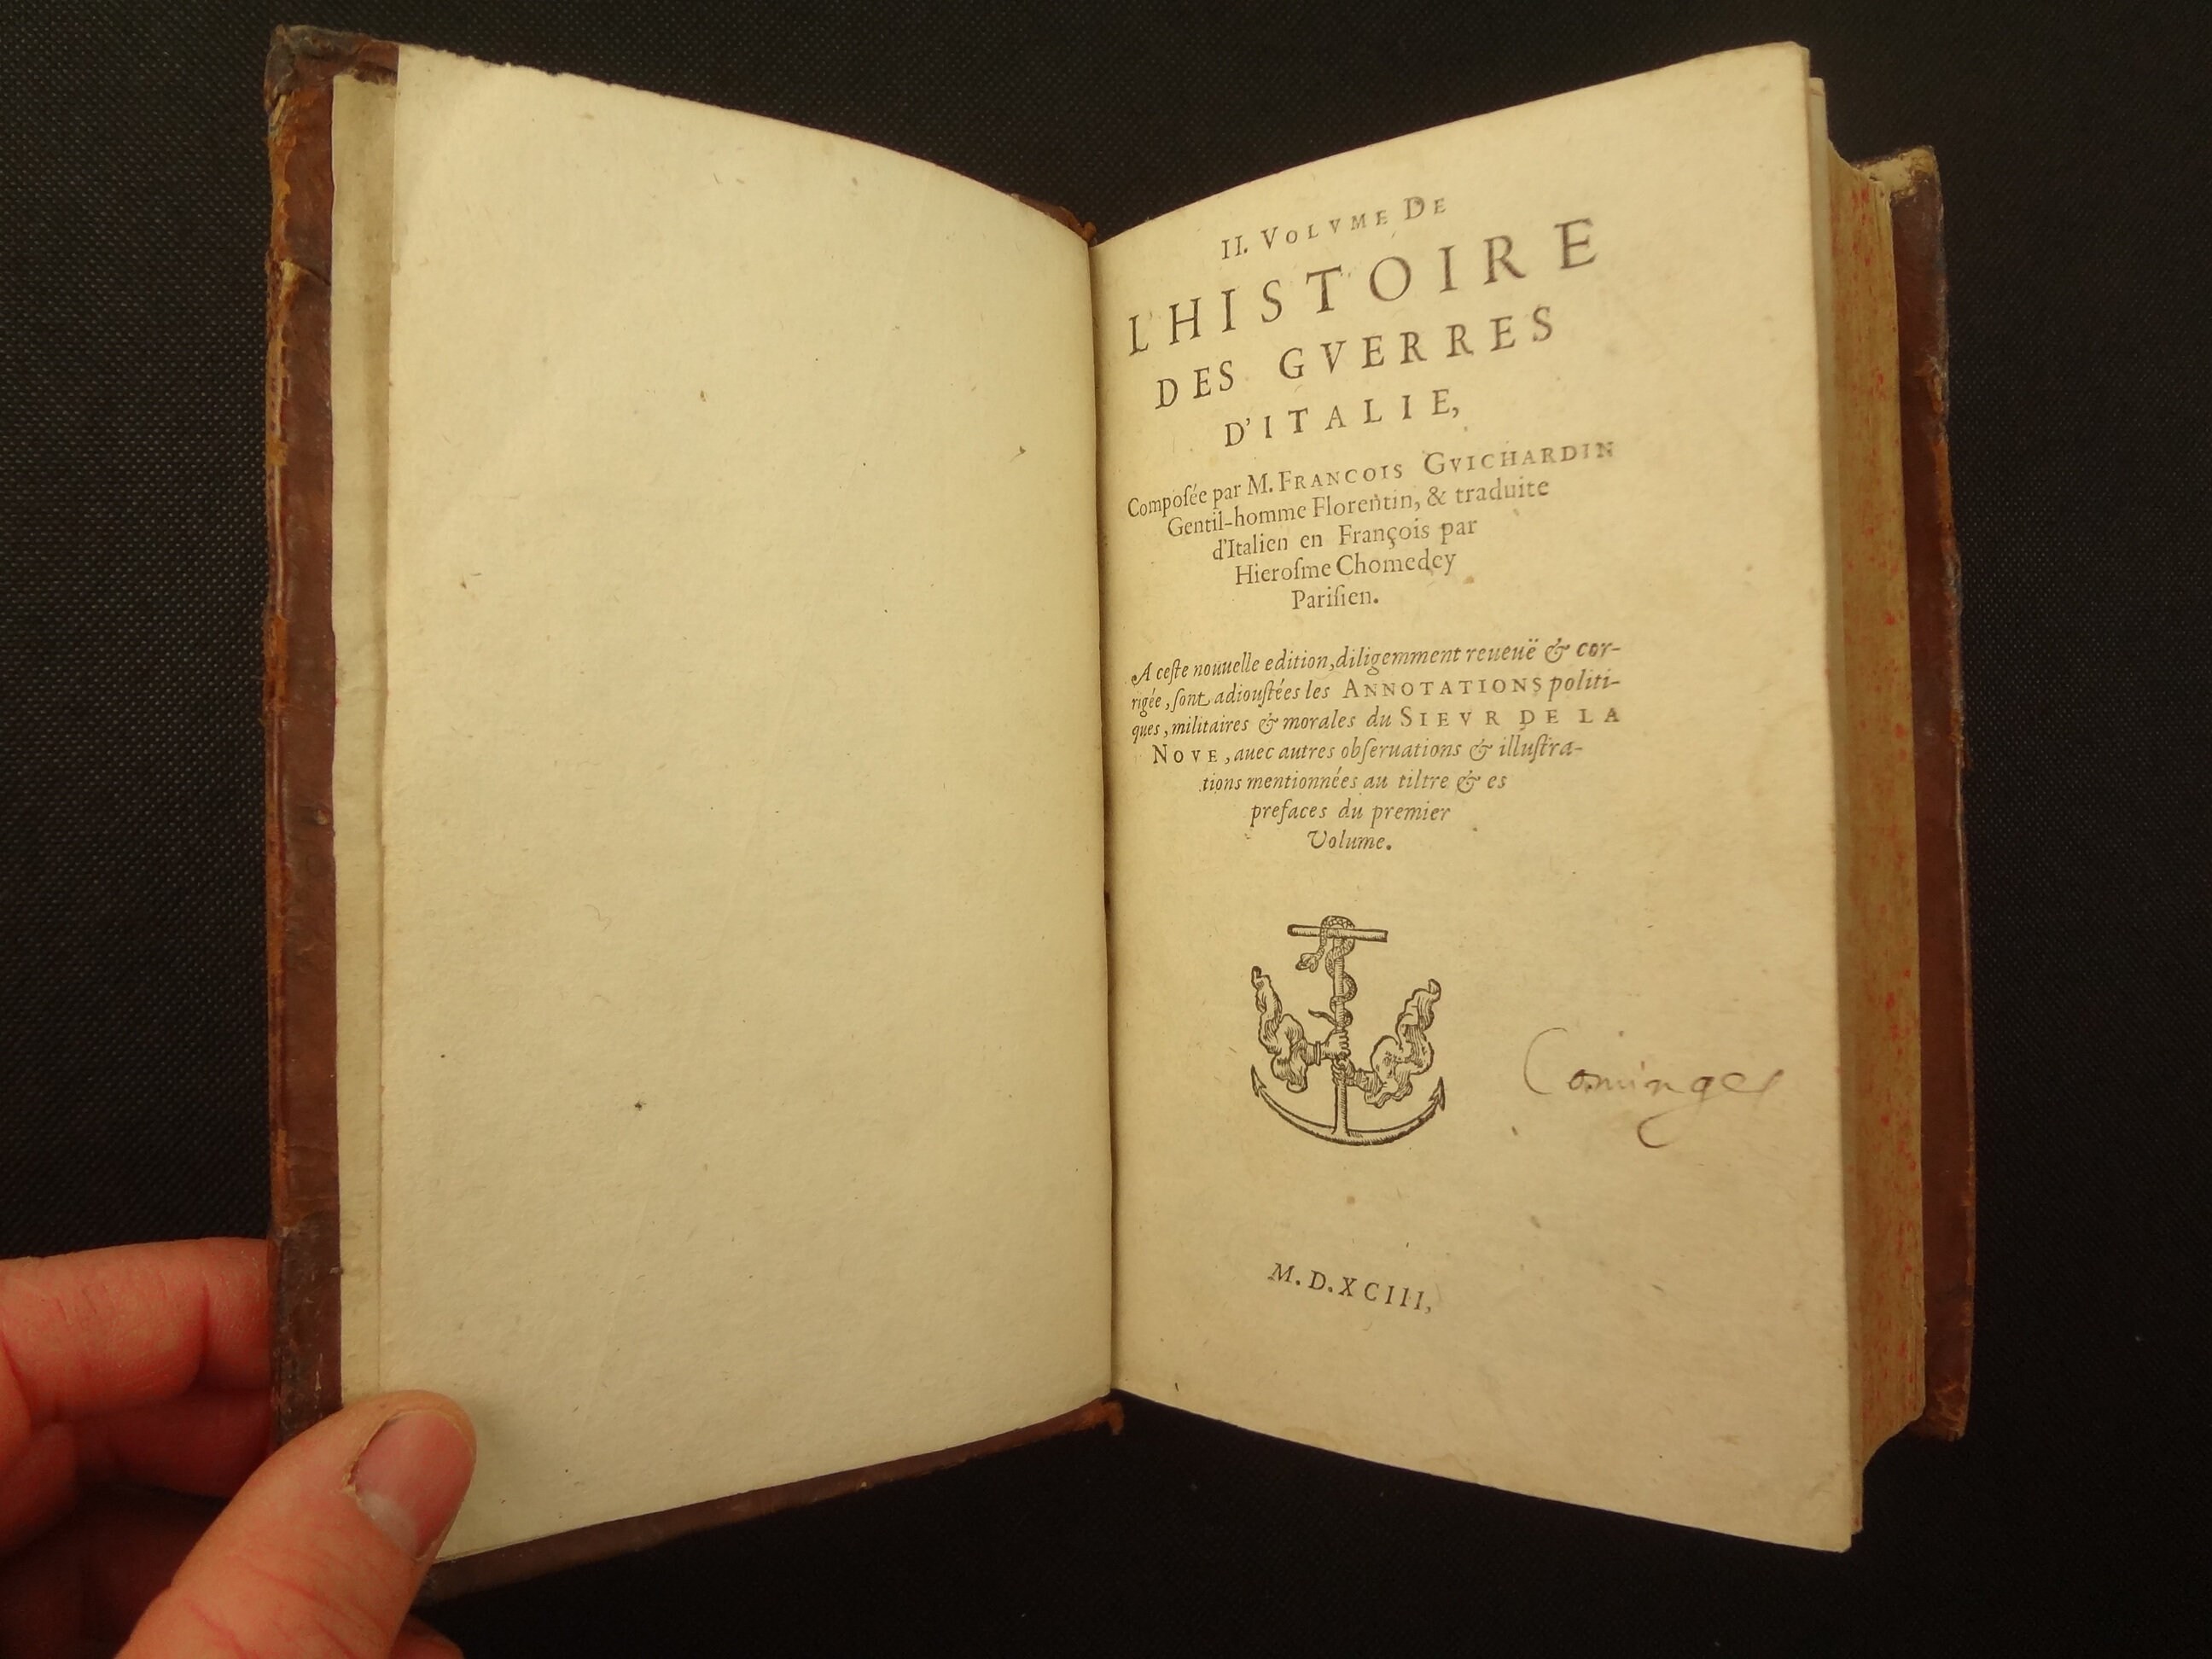 II. VOLVME DE
L'HISTOIRE
DES GVERRES
D'ITALIE,
Compoſée par M. FRANCOIS GVICHARDIN
Gentil-homme Florentin, & traduite
d'Italien en François par
Hieroſme Chomedey
Pariſien.
A ceſte nouuelle edition, diligemment reueuë & cor-
rigée, ſont adiouſtées les ANNOTATIONS politi-
ques, militaires & morales du SIEVR DE LA
NOVE, auec autres obſeruations & illuſtra-
tions mentionnées au tiltre & es
prefaces du premier
Volume.
Cominges
M. D. XCIII,